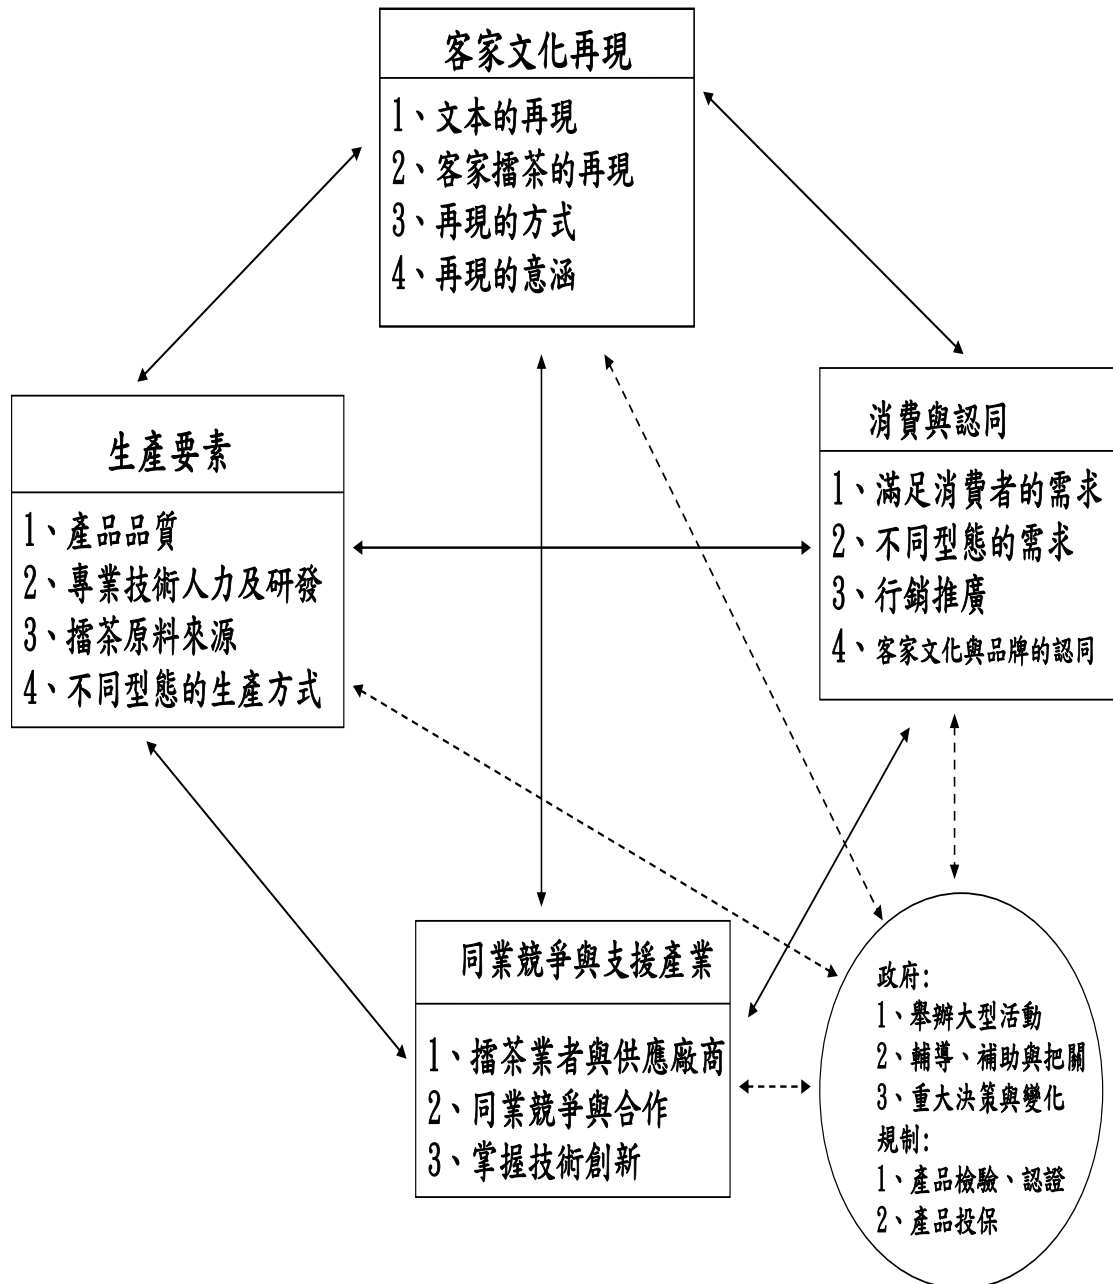 客家文化再現
1、文本的再現
2、客家擂茶的再現
3、再現的方式
4、再現的意涵
生產要素
1、產品品質
2、專業技術人力及研發
3、擂茶原料來源
4、不同型態的生產方式
消費與認同
1、滿足消費者的需求
2、不同型態的需求
3、行銷推廣
4、客家文化與品牌的認同
同業競爭與支援產業
1、擂茶業者與供應廠商
2、同業競爭與合作
3、掌握技術創新
政府:
1、舉辦大型活動
2、輔導、補助與把關
3、重大決策與變化
規制:
1、產品檢驗、認證
2、產品投保